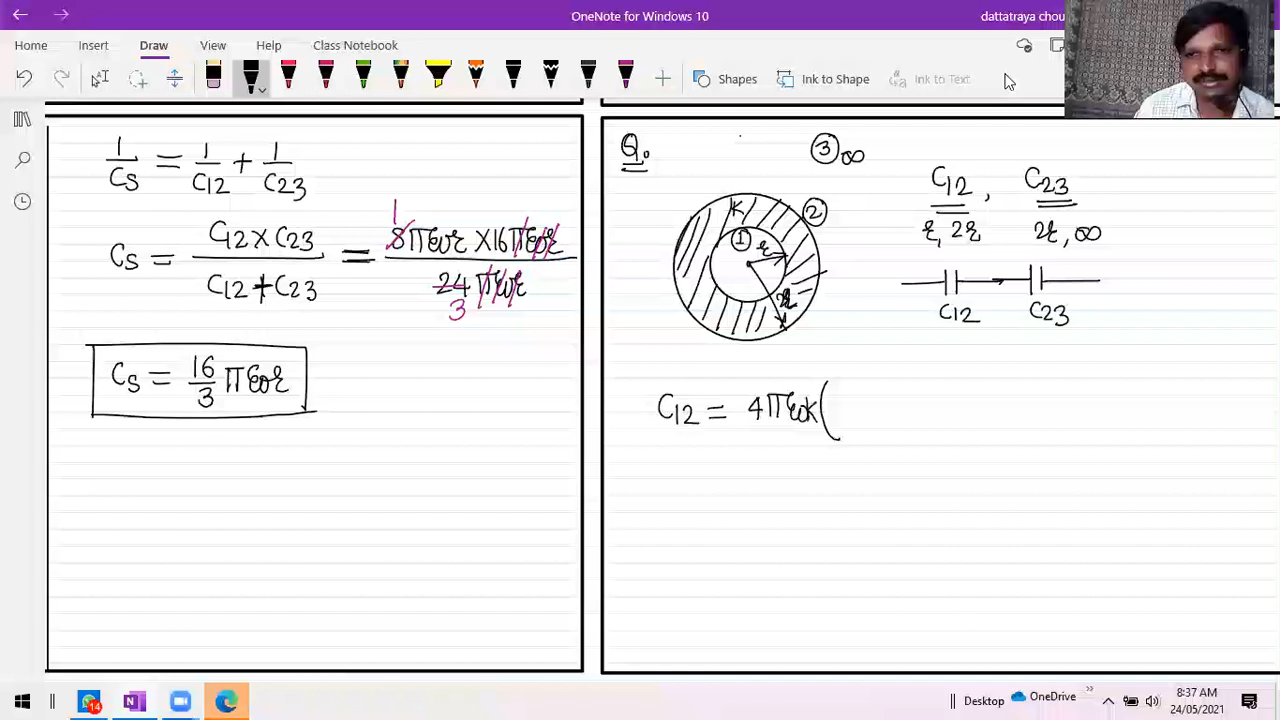 OneNote for Windows 10
dattatraya chou
Home Insert Draw View Help Class Notebook
Shapes Ink to Shape Ink to Text
1/Cs = 1/C12 + 1/C23
Cs = C12 × C23 / C12 + C23 = 8πε0r × 16πε0r / 24πε0r
1
3
Cs = 16/3 πε0r
Q.
3 ∞
K
2
1
r
2r
C12, C23
r, 2r 2r, ∞
C12 C23
C12 = 4πε0K(
14
Desktop OneDrive
8:37 AM
24/05/2021